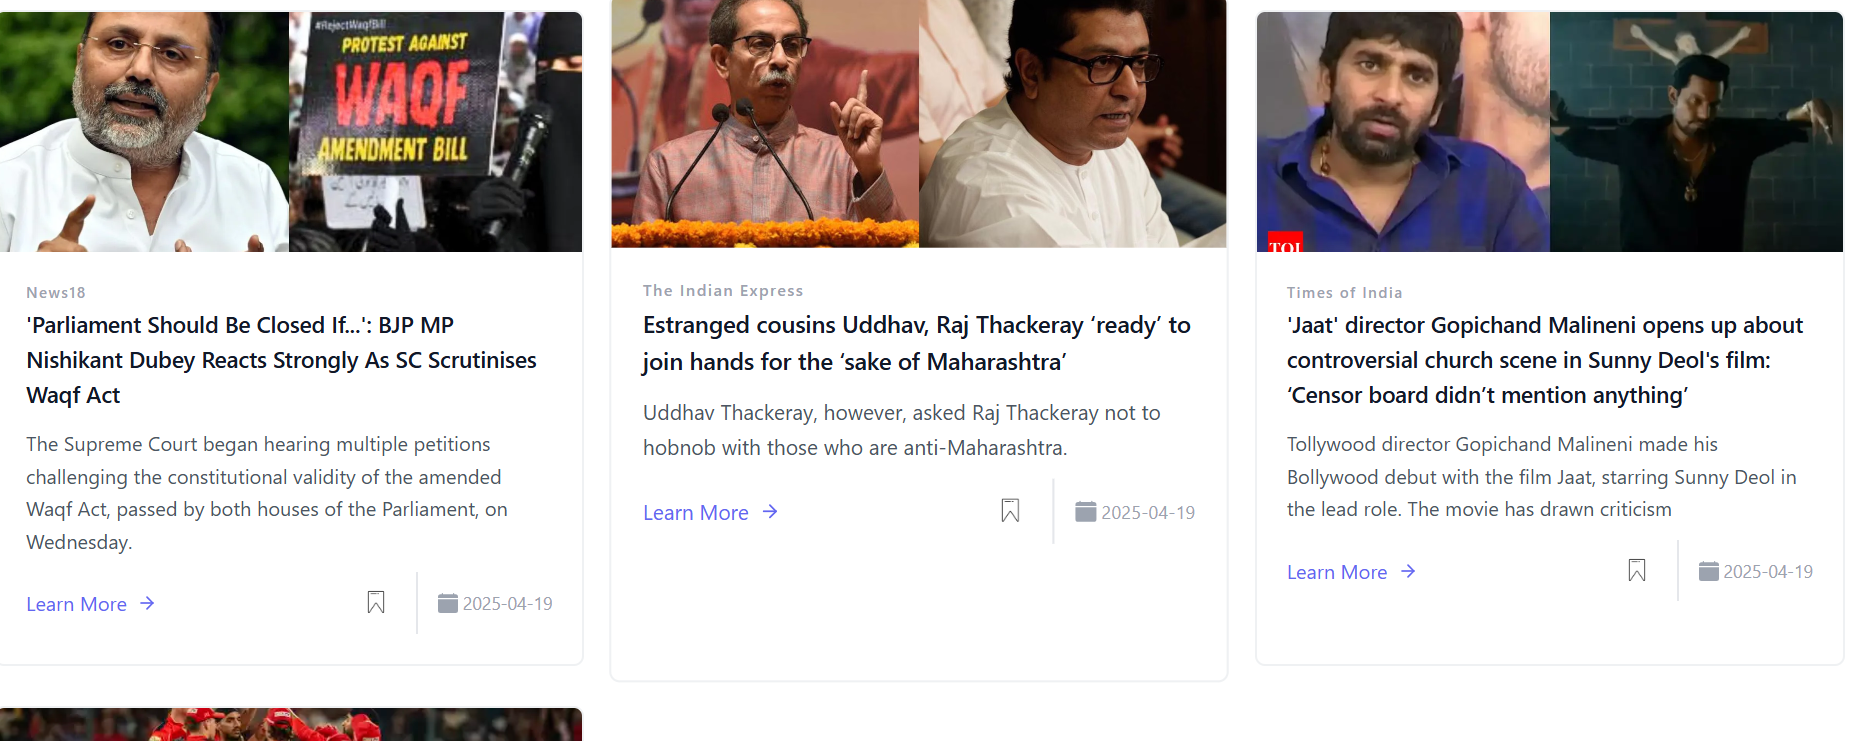 #RejectWaqfBill
PROTEST AGAINST
WAQF
AMENDMENT BILL
TOI
News18
'Parliament Should Be Closed If...': BJP MP
Nishikant Dubey Reacts Strongly As SC Scrutinises
Waqf Act
The Supreme Court began hearing multiple petitions
challenging the constitutional validity of the amended
Waqf Act, passed by both houses of the Parliament, on
Wednesday.
Learn More →
2025-04-19
The Indian Express
Estranged cousins Uddhav, Raj Thackeray ‘ready’ to
join hands for the ‘sake of Maharashtra’
Uddhav Thackeray, however, asked Raj Thackeray not to
hobnob with those who are anti-Maharashtra.
Learn More →
2025-04-19
Times of India
'Jaat' director Gopichand Malineni opens up about
controversial church scene in Sunny Deol's film:
‘Censor board didn’t mention anything’
Tollywood director Gopichand Malineni made his
Bollywood debut with the film Jaat, starring Sunny Deol in
the lead role. The movie has drawn criticism
Learn More →
2025-04-19